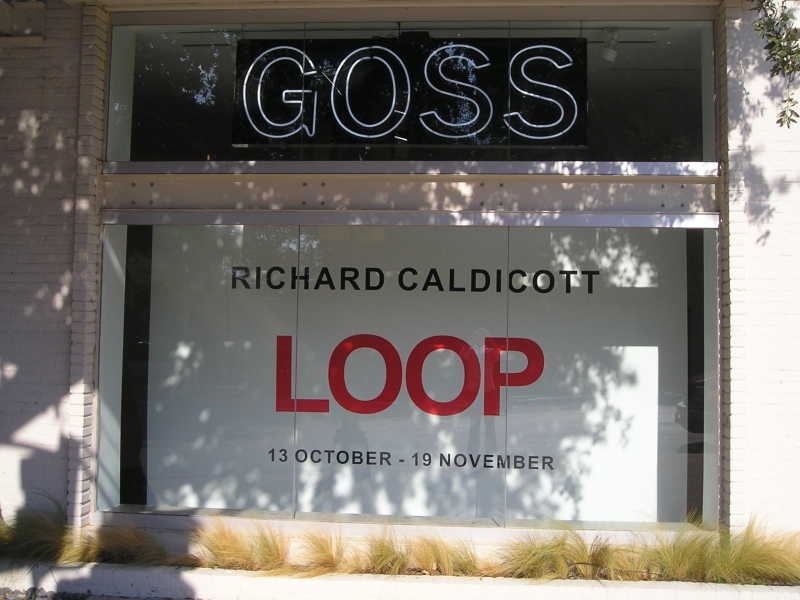 GOSS
RICHARD CALDICOTT
LOOP
13 OCTOBER - 19 NOVEMBER